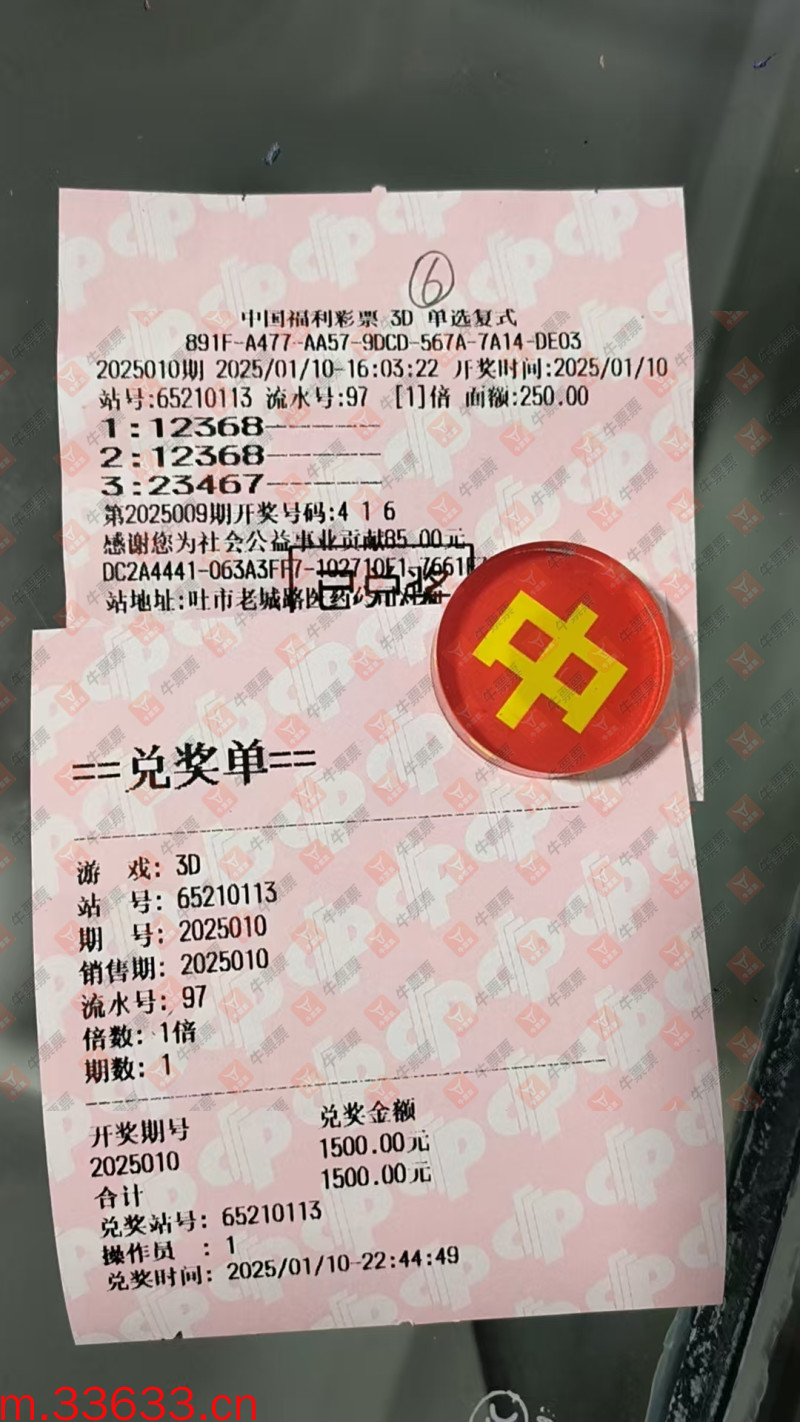 6
中国福利彩票 3D 单选复式
891F-A477-AA57-9DCD-567A-7A14-DE03
2025010期 2025/01/10-16:03:22 开奖时间:2025/01/10
站号:65210113 流水号:97 [1]倍 面额:250.00
1:12368-------
2:12368-------
3:23467-------
第2025009期开奖号码:4 1 6
感谢您为社会公益事业贡献85.00元
DC2A4441-063A3FF7-102710F1-7661
已兑奖
站地址:吐市老城路医药
中
==兑奖单==
游 戏: 3D
站 号: 65210113
期 号: 2025010
销售期: 2025010
流水号: 97
倍数: 1倍
期数: 1
开奖期号 兑奖金额
2025010 1500.00元
合计 1500.00元
兑奖站号: 65210113
操作员 : 1
兑奖时间: 2025/01/10-22:44:49
牛票票
m.33633.cn